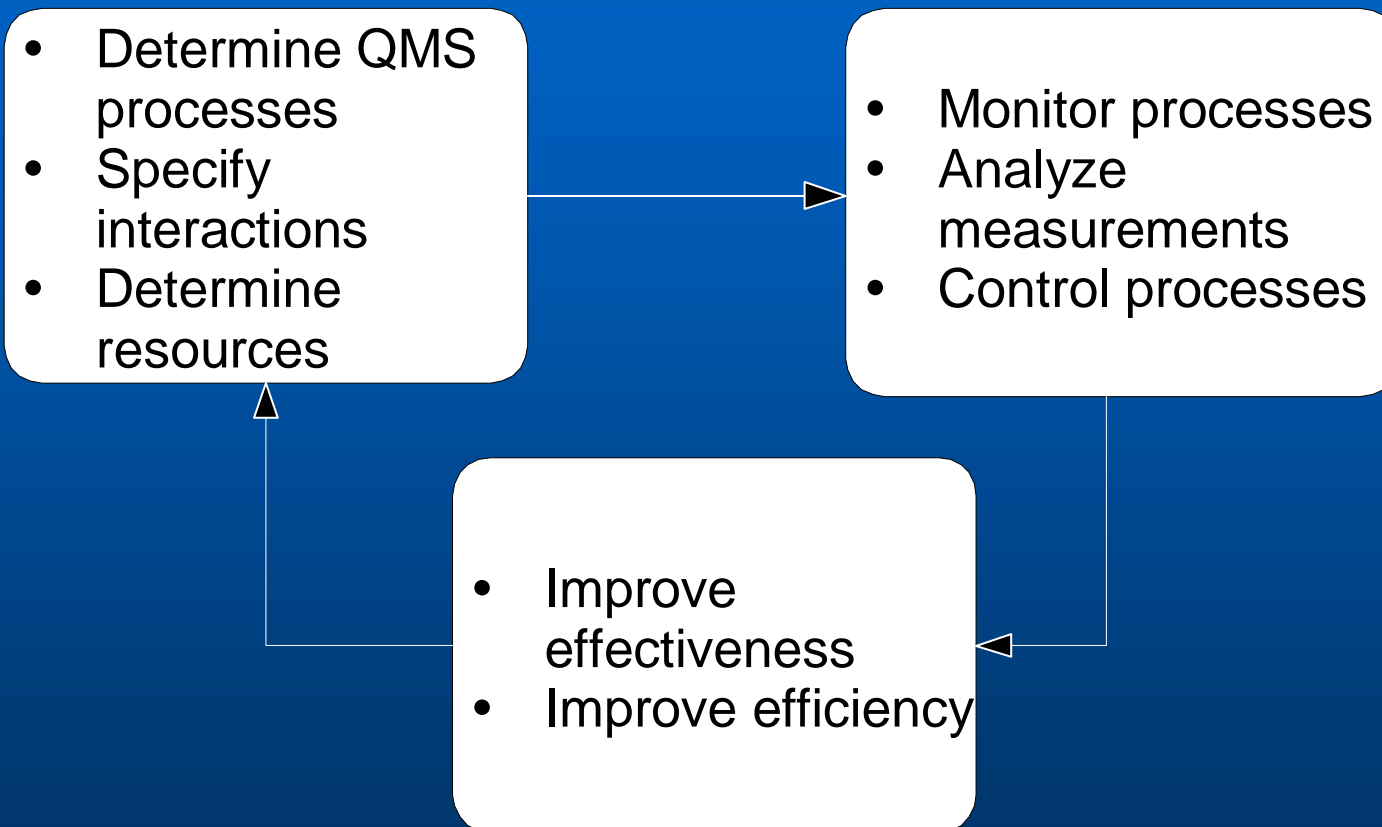 • Determine QMS
processes
• Specify
interactions
• Determine
resources
• Monitor processes
• Analyze
measurements
• Control processes
• Improve
effectiveness
• Improve efficiency